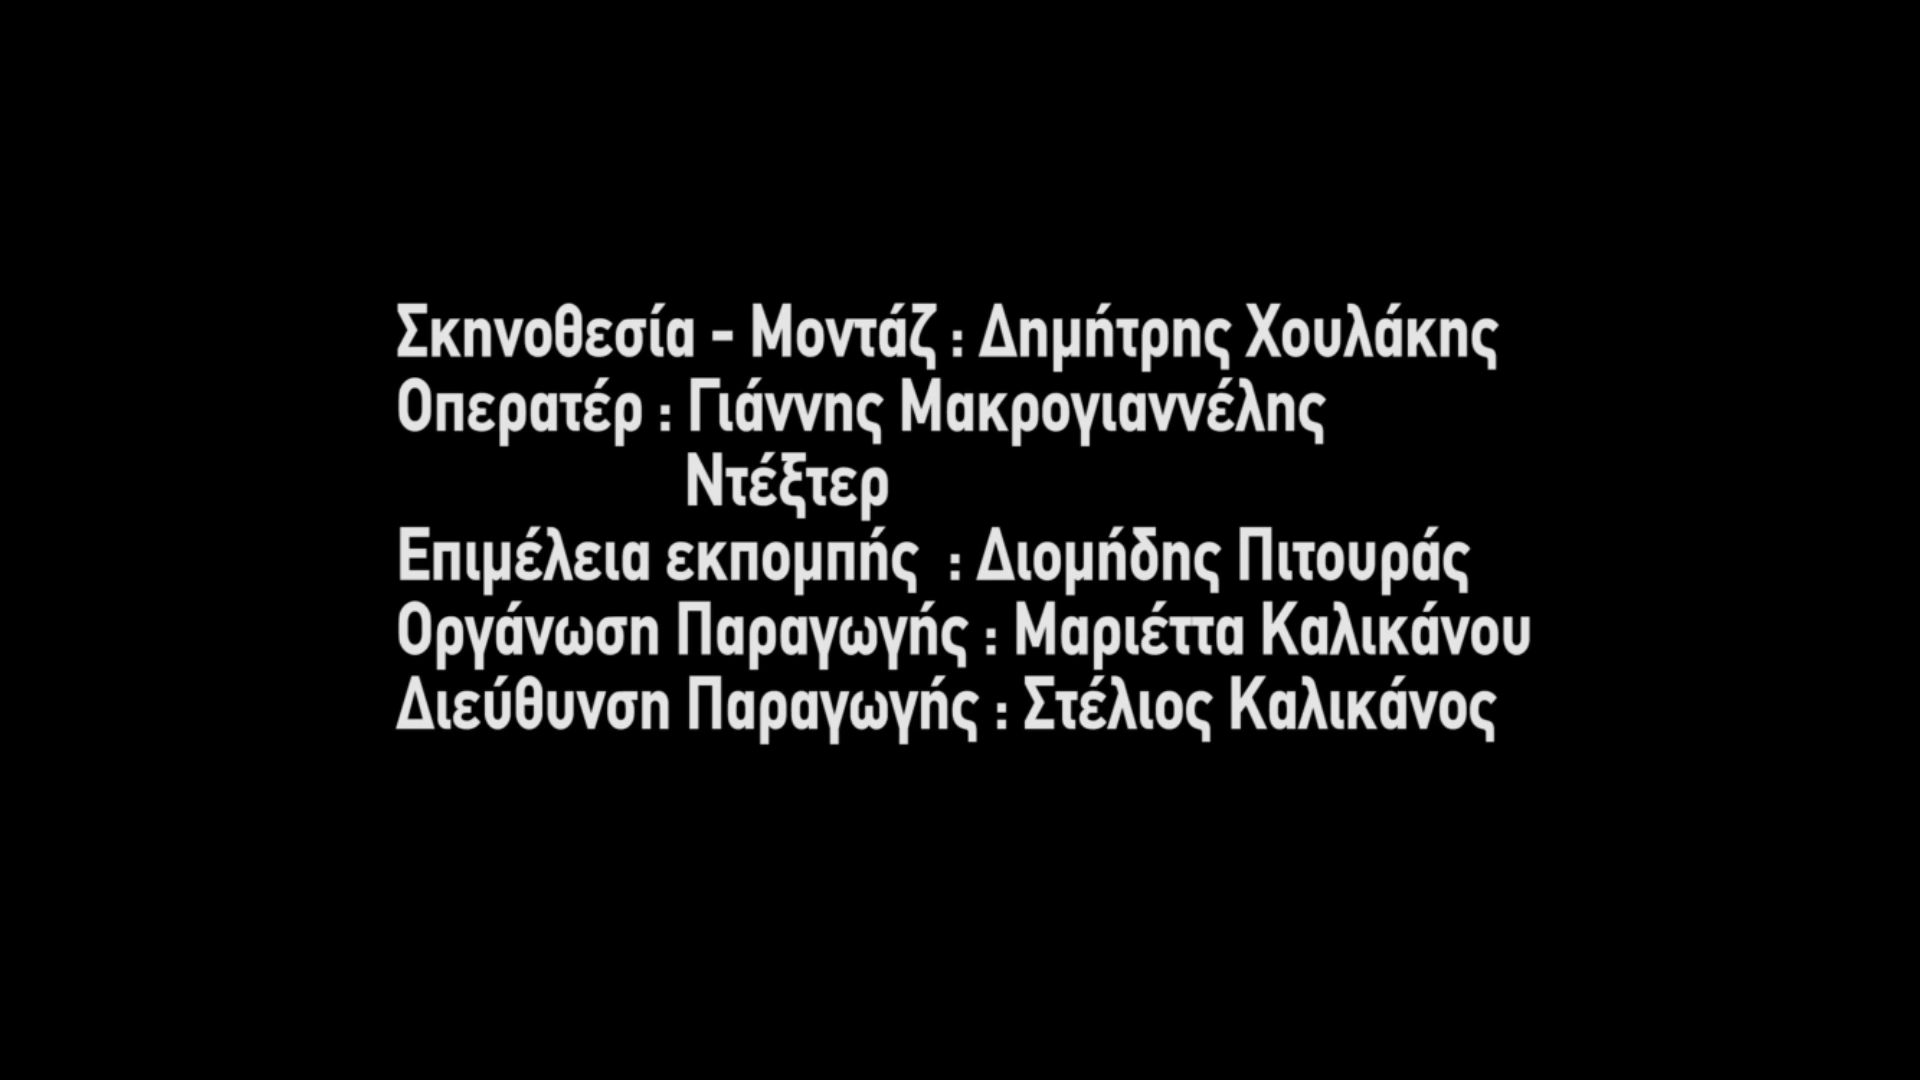 Σκηνοθεσία - Μοντάζ : Δημήτρης Χουλάκης
Οπερατέρ : Γιάννης Μακρογιαννέλης
Ντέξτερ
Επιμέλεια εκπομπής : Διομήδης Πιτουράς
Οργάνωση Παραγωγής : Μαριέττα Καλικάνου
Διεύθυνση Παραγωγής : Στέλιος Καλικάνος